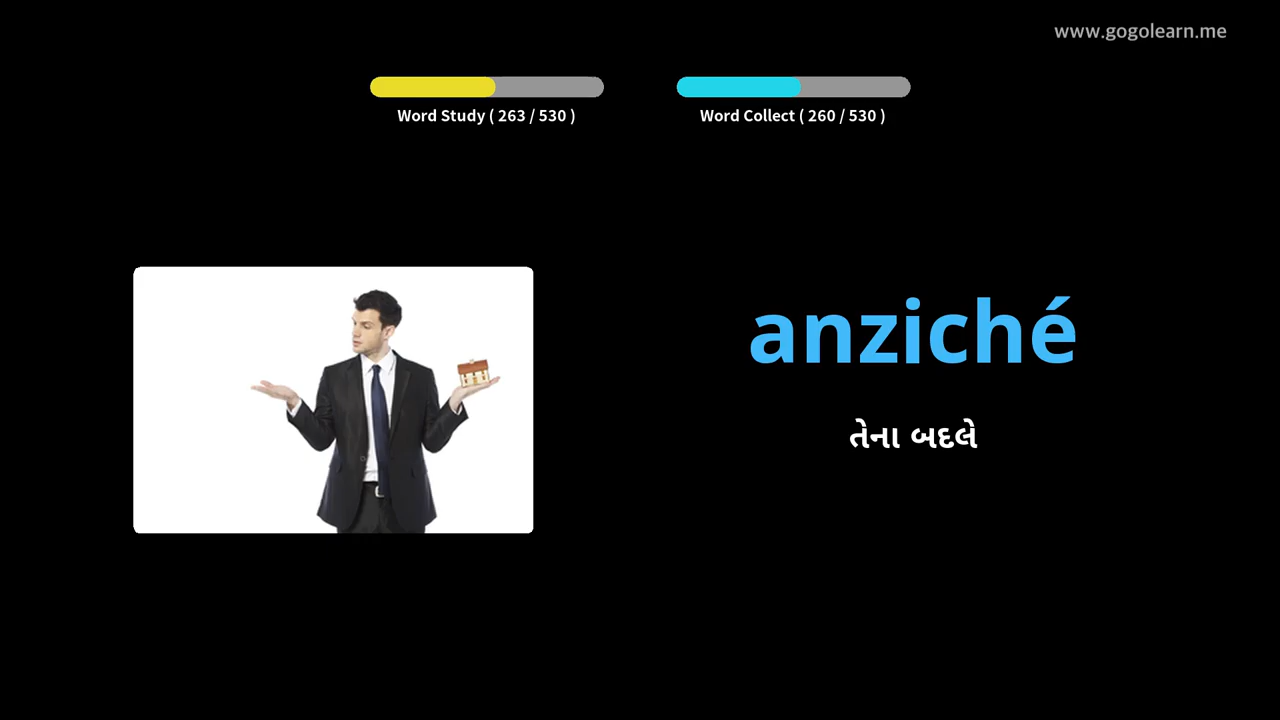 www.gogolearn.me
Word Study ( 263 / 530 )
Word Collect ( 260 / 530 )
anziché
તેના બદલે